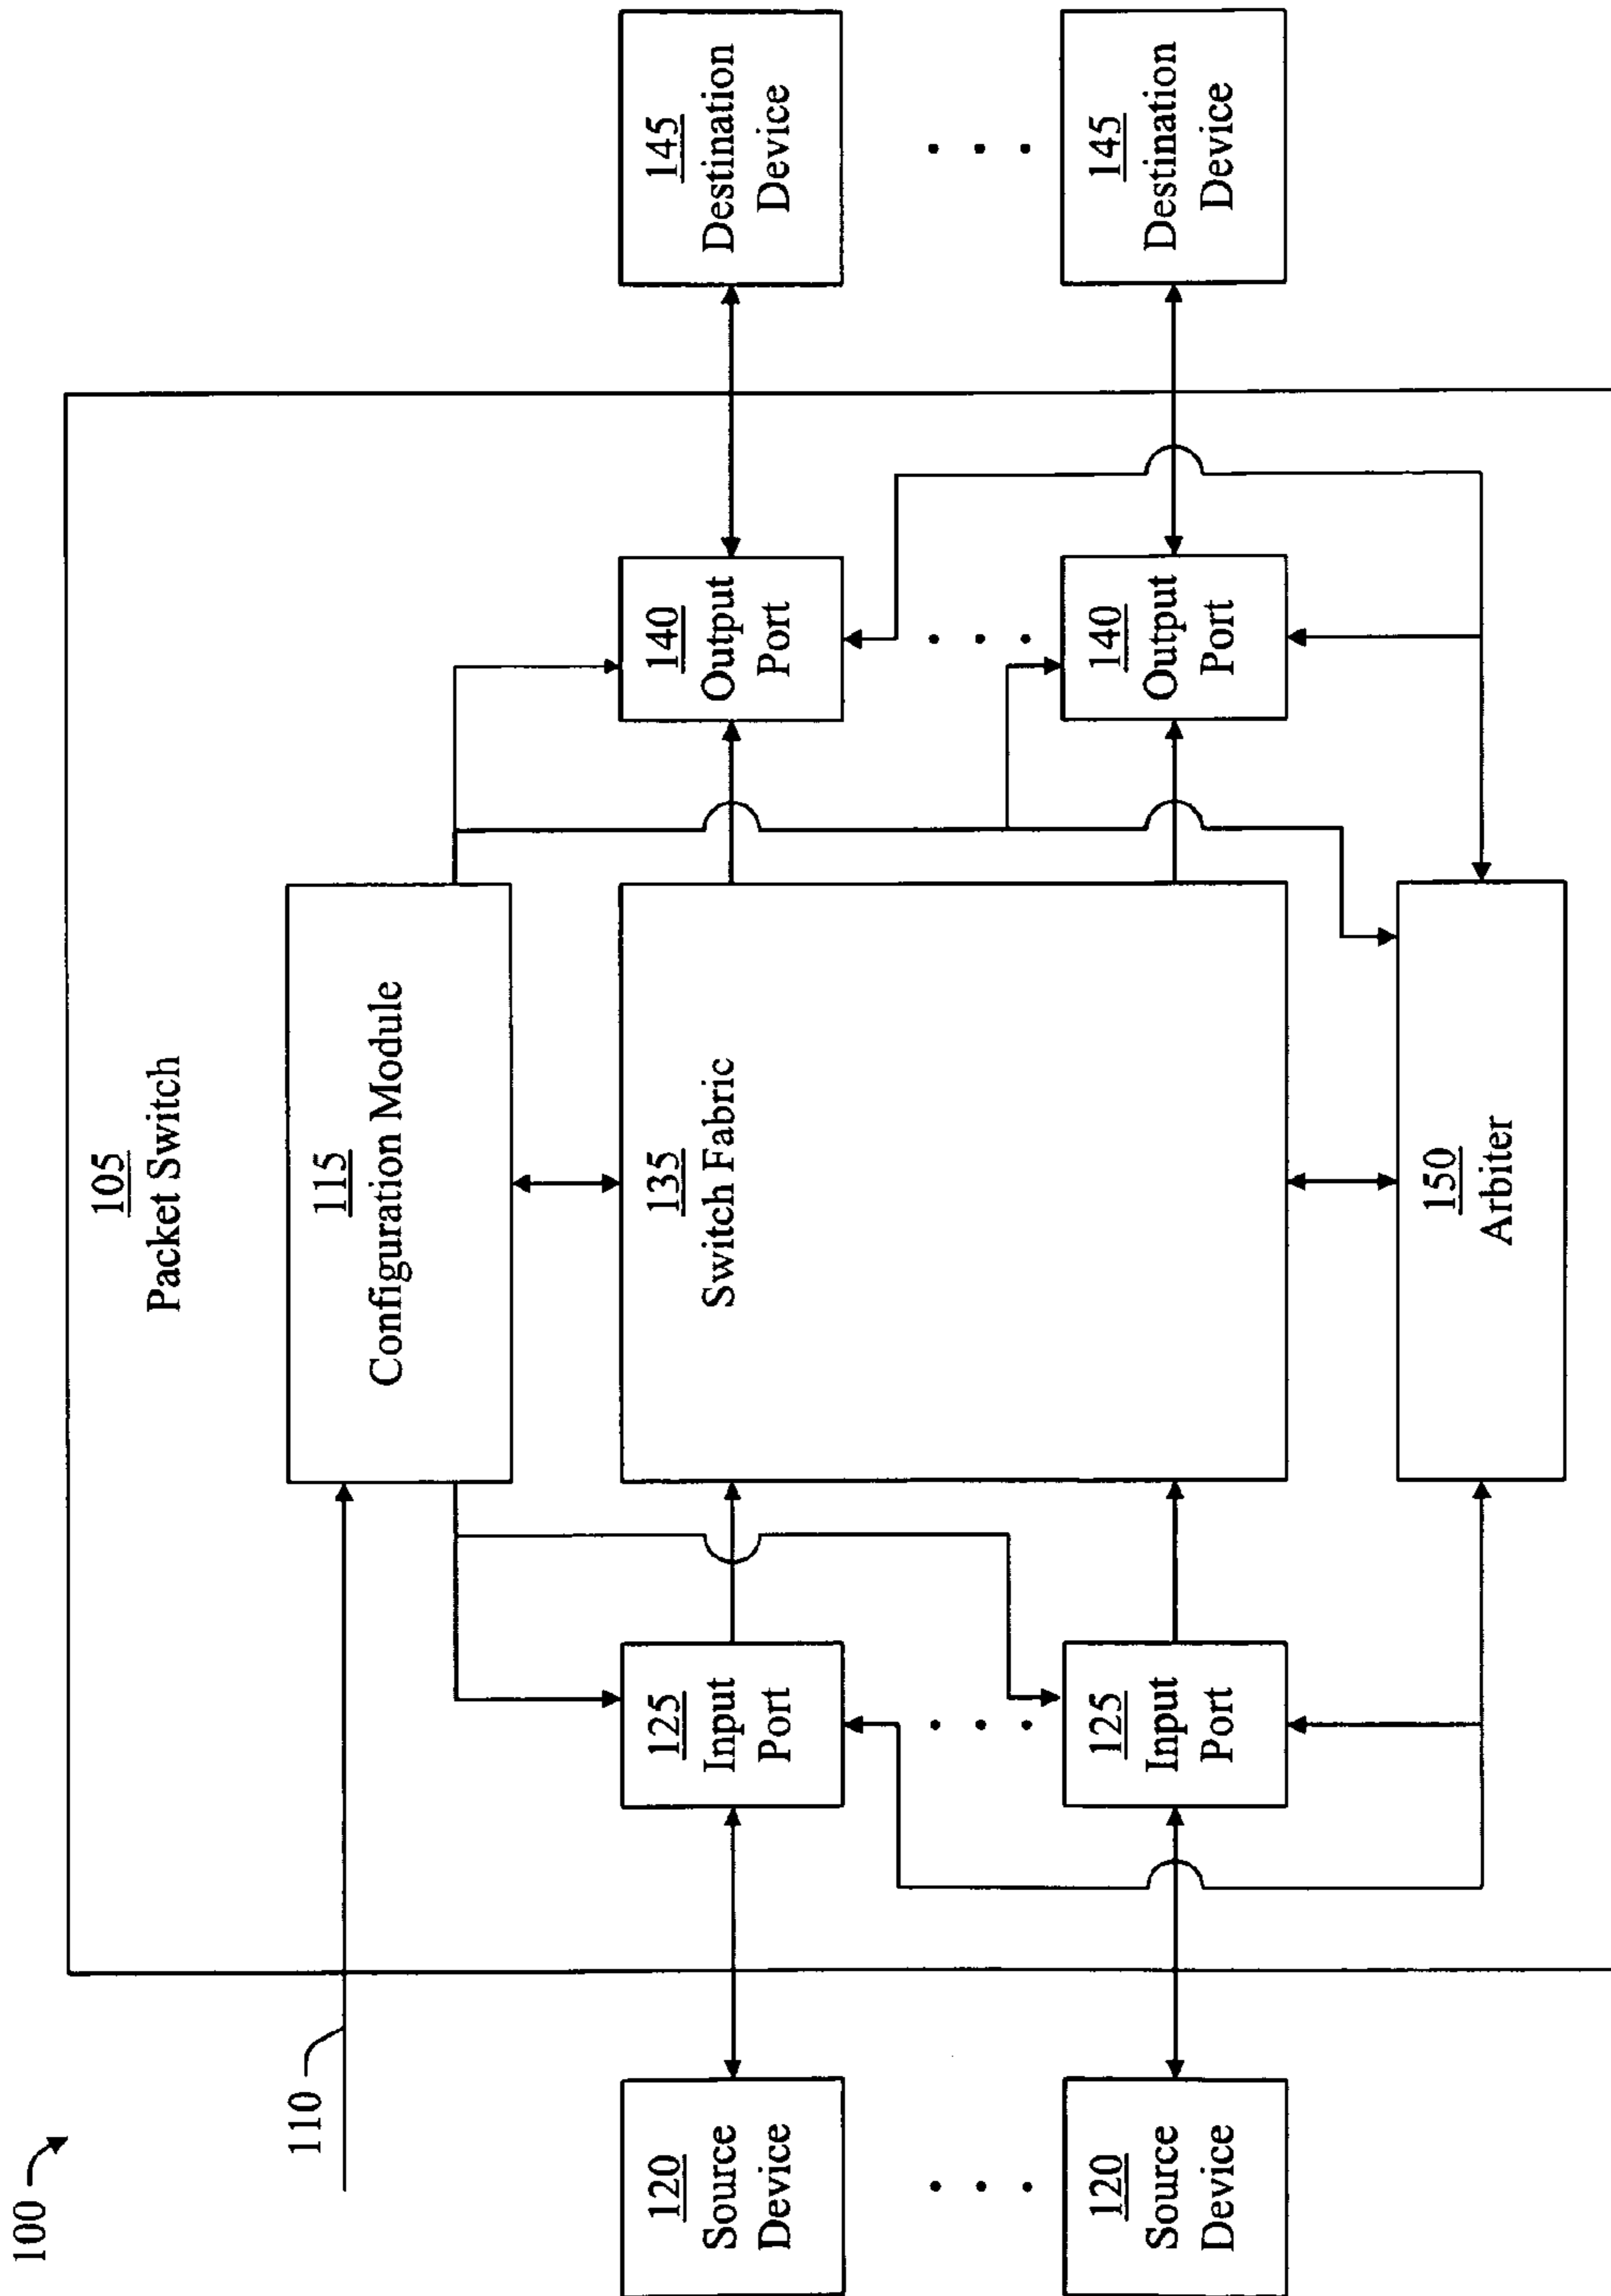 100
105
Packet Switch
110
115
Configuration Module
120
Source
Device
125
Input
Port
135
Switch Fabric
140
Output
Port
145
Destination
Device
120
Source
Device
125
Input
Port
140
Output
Port
145
Destination
Device
150
Arbiter